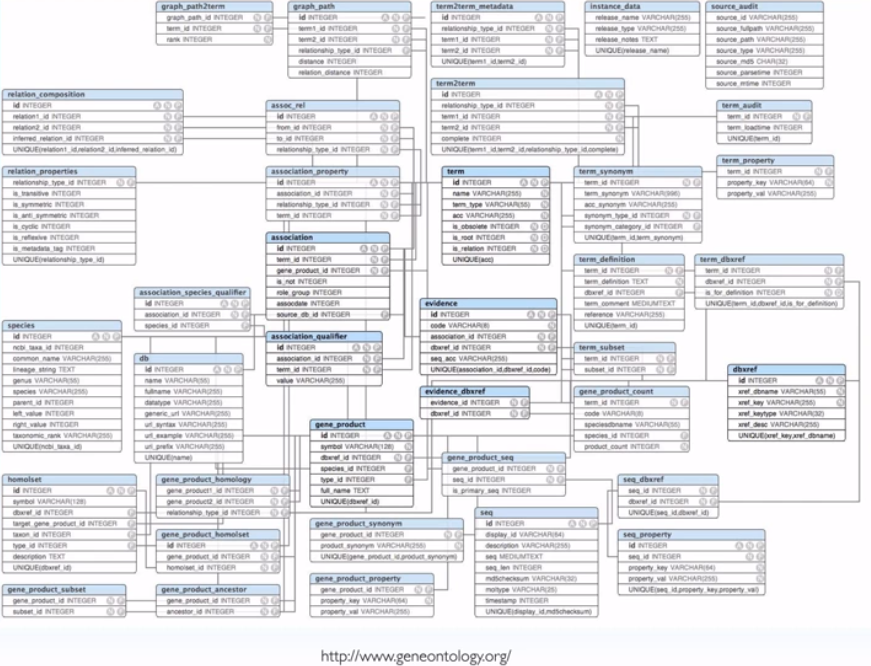 graph_path2term
graph_path_id INTEGER
term_id INTEGER
rank INTEGER
graph_path
id INTEGER
term1_id INTEGER
term2_id INTEGER
relationship_type_id INTEGER
distance INTEGER
relation_distance INTEGER
term2term_metadata
id INTEGER
relationship_type_id INTEGER
term1_id INTEGER
term2_id INTEGER
UNIQUE(term1_id,term2_id)
instance_data
release_name VARCHAR(255)
release_type VARCHAR(255)
release_notes TEXT
UNIQUE(release_name)
source_audit
source_id VARCHAR(255)
source_fullpath VARCHAR(255)
source_path VARCHAR(255)
source_type VARCHAR(255)
source_md5 CHAR(32)
source_parsetime INTEGER
source_mtime INTEGER
relation_composition
id INTEGER
relation1_id INTEGER
relation2_id INTEGER
inferred_relation_id INTEGER
UNIQUE(relation1_id,relation2_id,inferred_relation_id)
assoc_rel
id INTEGER
from_id INTEGER
to_id INTEGER
relationship_type_id INTEGER
term2term
id INTEGER
relationship_type_id INTEGER
term1_id INTEGER
term2_id INTEGER
complete INTEGER
UNIQUE(term1_id,term2_id,relationship_type_id,complete)
term_audit
term_id INTEGER
term_loadtime INTEGER
UNIQUE(term_id)
relation_properties
relationship_type_id INTEGER
is_transitive INTEGER
is_symmetric INTEGER
is_anti_symmetric INTEGER
is_cyclic INTEGER
is_reflexive INTEGER
is_metadata_tag INTEGER
UNIQUE(relationship_type_id)
association_property
id INTEGER
association_id INTEGER
relationship_type_id INTEGER
term_id INTEGER
term
id INTEGER
name VARCHAR(255)
term_type VARCHAR(55)
acc VARCHAR(255)
is_obsolete INTEGER
is_root INTEGER
is_relation INTEGER
UNIQUE(acc)
term_synonym
term_id INTEGER
term_synonym VARCHAR(996)
acc_synonym VARCHAR(255)
synonym_type_id INTEGER
synonym_category_id INTEGER
UNIQUE(term_id,term_synonym)
term_property
term_id INTEGER
property_key VARCHAR(64)
property_val VARCHAR(255)
association
id INTEGER
term_id INTEGER
gene_product_id INTEGER
is_not INTEGER
role_group INTEGER
assocdate INTEGER
source_db_id INTEGER
term_definition
term_id INTEGER
term_definition TEXT
dbxref_id INTEGER
term_comment MEDIUMTEXT
reference VARCHAR(255)
UNIQUE(term_id)
term_dbxref
term_id INTEGER
dbxref_id INTEGER
is_for_definition INTEGER
UNIQUE(term_id,dbxref_id,is_for_definition)
association_species_qualifier
id INTEGER
association_id INTEGER
species_id INTEGER
evidence
id INTEGER
code VARCHAR(8)
association_id INTEGER
dbxref_id INTEGER
seq_acc VARCHAR(255)
UNIQUE(association_id,dbxref_id,code)
species
id INTEGER
ncbi_taxa_id INTEGER
common_name VARCHAR(255)
lineage_string TEXT
genus VARCHAR(55)
species VARCHAR(255)
parent_id INTEGER
left_value INTEGER
right_value INTEGER
taxonomic_rank VARCHAR(255)
UNIQUE(ncbi_taxa_id)
association_qualifier
id INTEGER
association_id INTEGER
term_id INTEGER
value VARCHAR(255)
term_subset
term_id INTEGER
subset_id INTEGER
db
id INTEGER
name VARCHAR(55)
fullname VARCHAR(255)
datatype VARCHAR(255)
generic_url VARCHAR(255)
url_syntax VARCHAR(255)
url_example VARCHAR(255)
url_prefix VARCHAR(255)
UNIQUE(name)
dbxref
id INTEGER
xref_dbname VARCHAR(55)
xref_key VARCHAR(255)
xref_keytype VARCHAR(32)
xref_desc VARCHAR(255)
UNIQUE(xref_key,xref_dbname)
evidence_dbxref
evidence_id INTEGER
dbxref_id INTEGER
gene_product_count
term_id INTEGER
code VARCHAR(8)
speciesdbname VARCHAR(55)
species_id INTEGER
product_count INTEGER
gene_product
id INTEGER
symbol VARCHAR(128)
dbxref_id INTEGER
species_id INTEGER
type_id INTEGER
full_name TEXT
UNIQUE(dbxref_id)
gene_product_seq
gene_product_id INTEGER
seq_id INTEGER
is_primary_seq INTEGER
homolset
id INTEGER
symbol VARCHAR(128)
dbxref_id INTEGER
target_gene_product_id INTEGER
taxon_id INTEGER
type_id INTEGER
description TEXT
UNIQUE(dbxref_id)
gene_product_homology
gene_product1_id INTEGER
gene_product2_id INTEGER
relationship_type_id INTEGER
seq_dbxref
seq_id INTEGER
dbxref_id INTEGER
UNIQUE(seq_id,dbxref_id)
seq
id INTEGER
display_id VARCHAR(64)
description VARCHAR(255)
seq MEDIUMTEXT
seq_len INTEGER
md5checksum VARCHAR(32)
moltype VARCHAR(25)
timestamp INTEGER
UNIQUE(display_id,md5checksum)
gene_product_synonym
gene_product_id INTEGER
product_synonym VARCHAR(255)
UNIQUE(gene_product_id,product_synonym)
gene_product_homolset
id INTEGER
gene_product_id INTEGER
homolset_id INTEGER
seq_property
id INTEGER
seq_id INTEGER
property_key VARCHAR(64)
property_val VARCHAR(255)
UNIQUE(seq_id,property_key,property_val)
gene_product_property
gene_product_id INTEGER
property_key VARCHAR(64)
property_val VARCHAR(255)
gene_product_subset
gene_product_id INTEGER
subset_id INTEGER
gene_product_ancestor
gene_product_id INTEGER
ancestor_id INTEGER
http://www.geneontology.org/